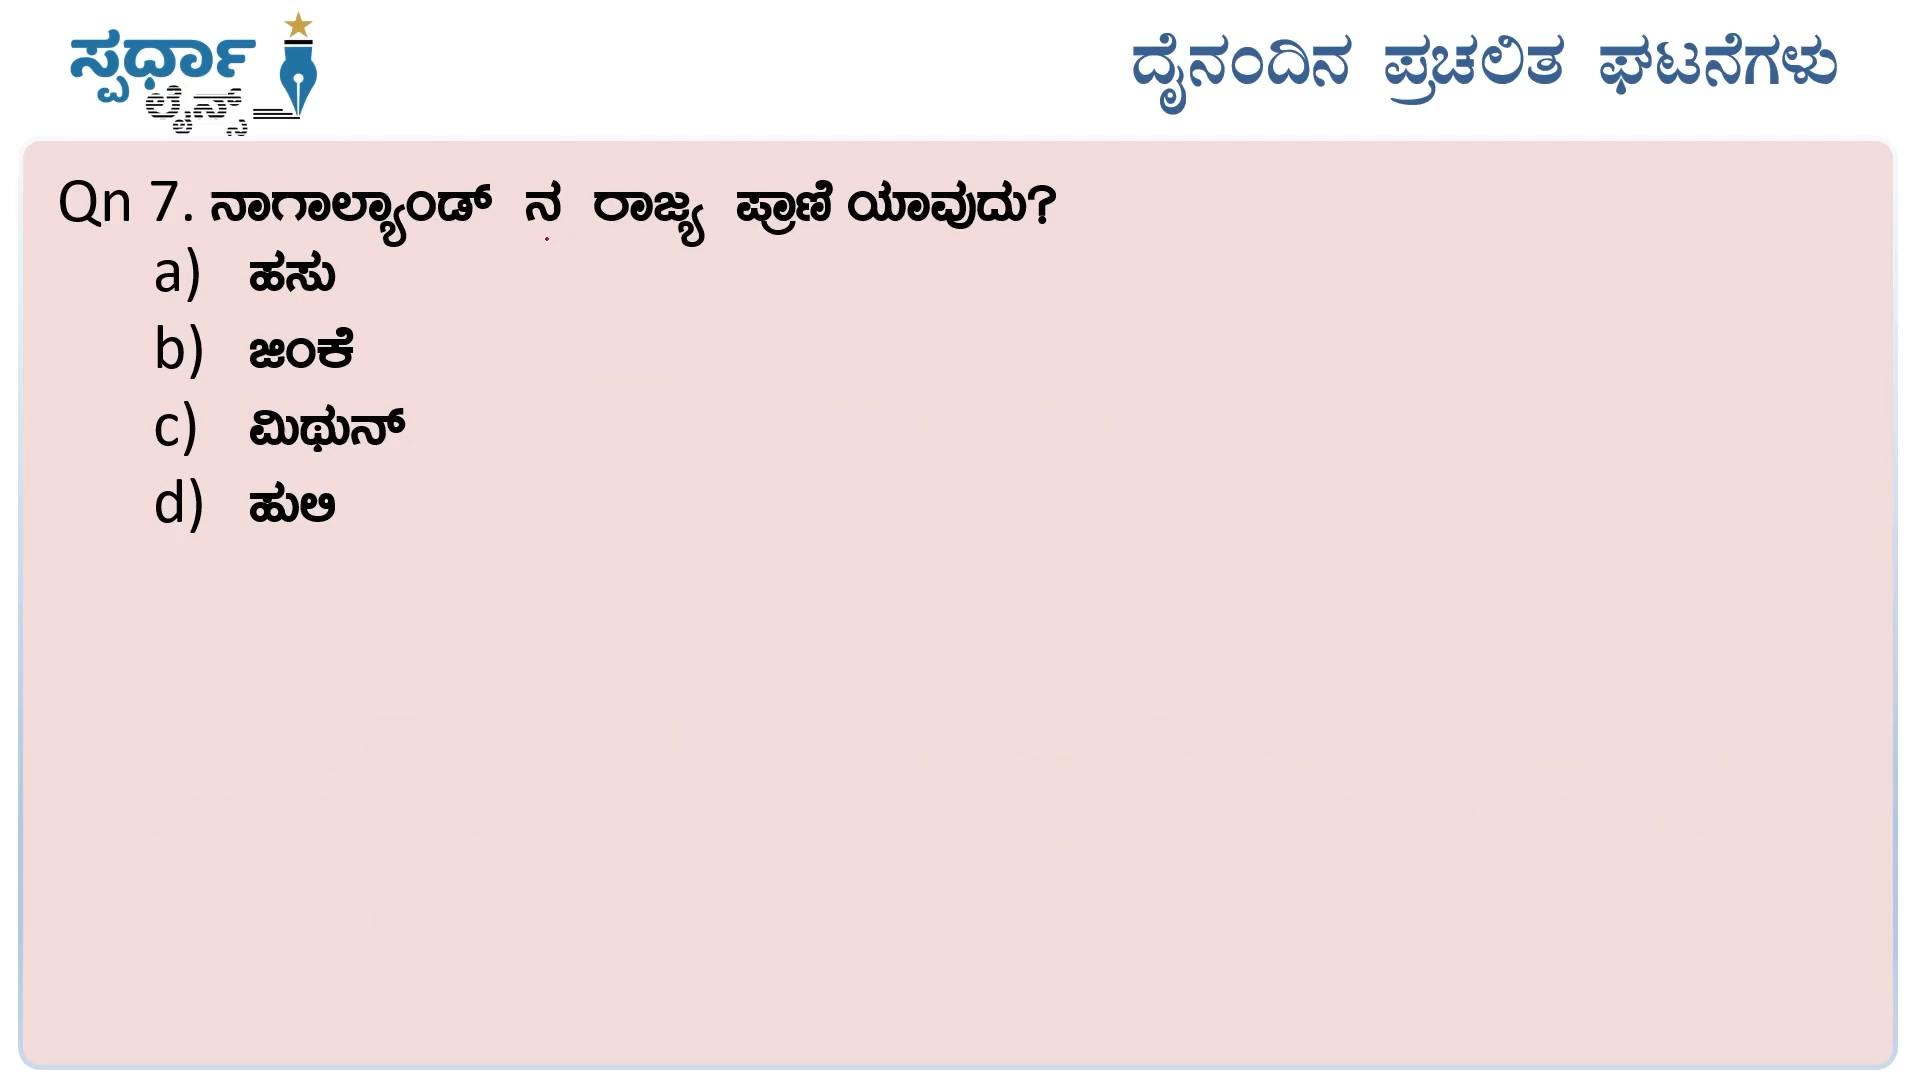 ಸ್ಪರ್ಧಾ
ಲೈನ್ಸ್
ದೈನಂದಿನ ಪ್ರಚಲಿತ ಘಟನೆಗಳು
Qn 7. ನಾಗಾಲ್ಯಾಂಡ್ ನ ರಾಜ್ಯ ಪ್ರಾಣಿ ಯಾವುದು?
a) ಹಸು
b) ಜಿಂಕೆ
c) ಮಿಥುನ್
d) ಹುಲಿ